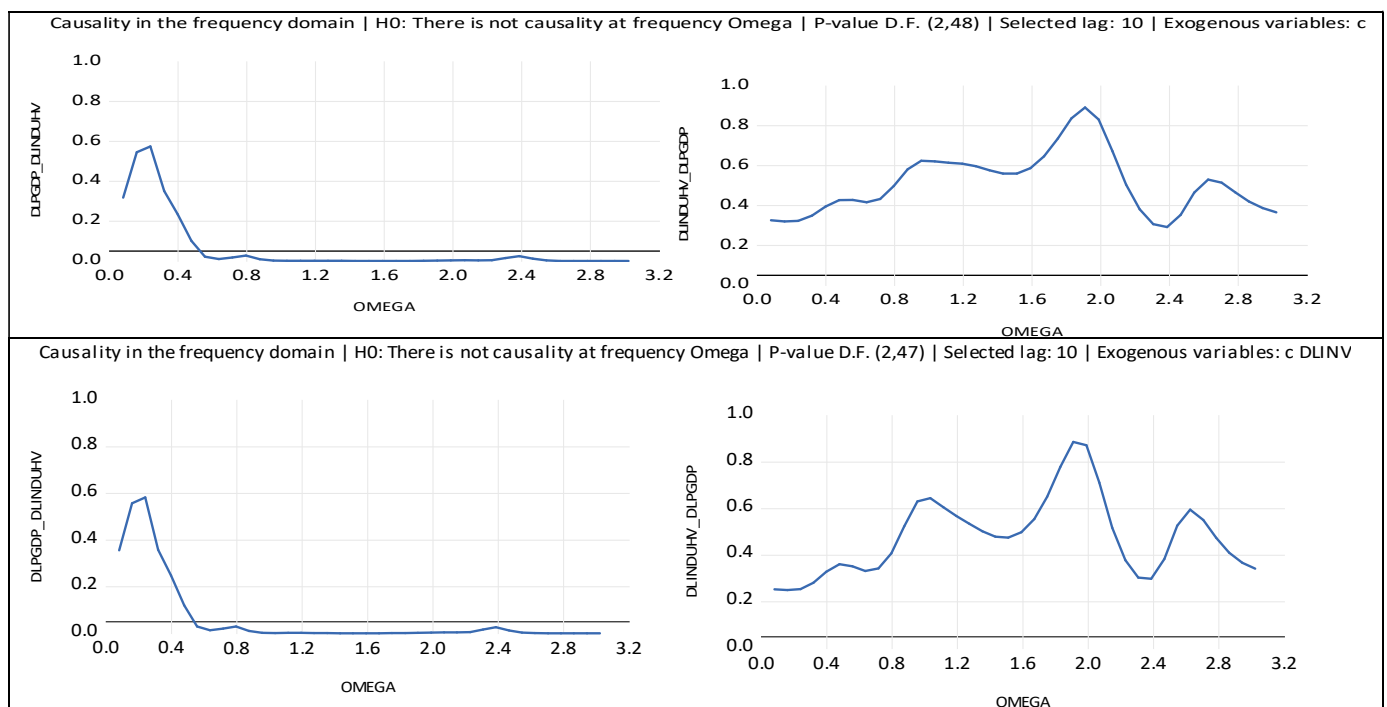 Causality in the frequency domain | H0: There is not causality at frequency Omega | P-value D.F. (2,48) | Selected lag: 10 | Exogenous variables: c
DLPGDP_DLINDUHV
1.0
0.8
0.6
0.4
0.2
0.0
0.0 0.4 0.8 1.2 1.6 2.0 2.4 2.8 3.2
OMEGA
DLINDUHV_DLPGDP
1.0
0.8
0.6
0.4
0.2
0.0
0.0 0.4 0.8 1.2 1.6 2.0 2.4 2.8 3.2
OMEGA
Causality in the frequency domain | H0: There is not causality at frequency Omega | P-value D.F. (2,47) | Selected lag: 10 | Exogenous variables: c DLINV
DLPGDP_DLINDUHV
1.0
0.8
0.6
0.4
0.2
0.0
0.0 0.4 0.8 1.2 1.6 2.0 2.4 2.8 3.2
OMEGA
DLINDUHV_DLPGDP
1.0
0.8
0.6
0.4
0.2
0.0
0.0 0.4 0.8 1.2 1.6 2.0 2.4 2.8 3.2
OMEGA